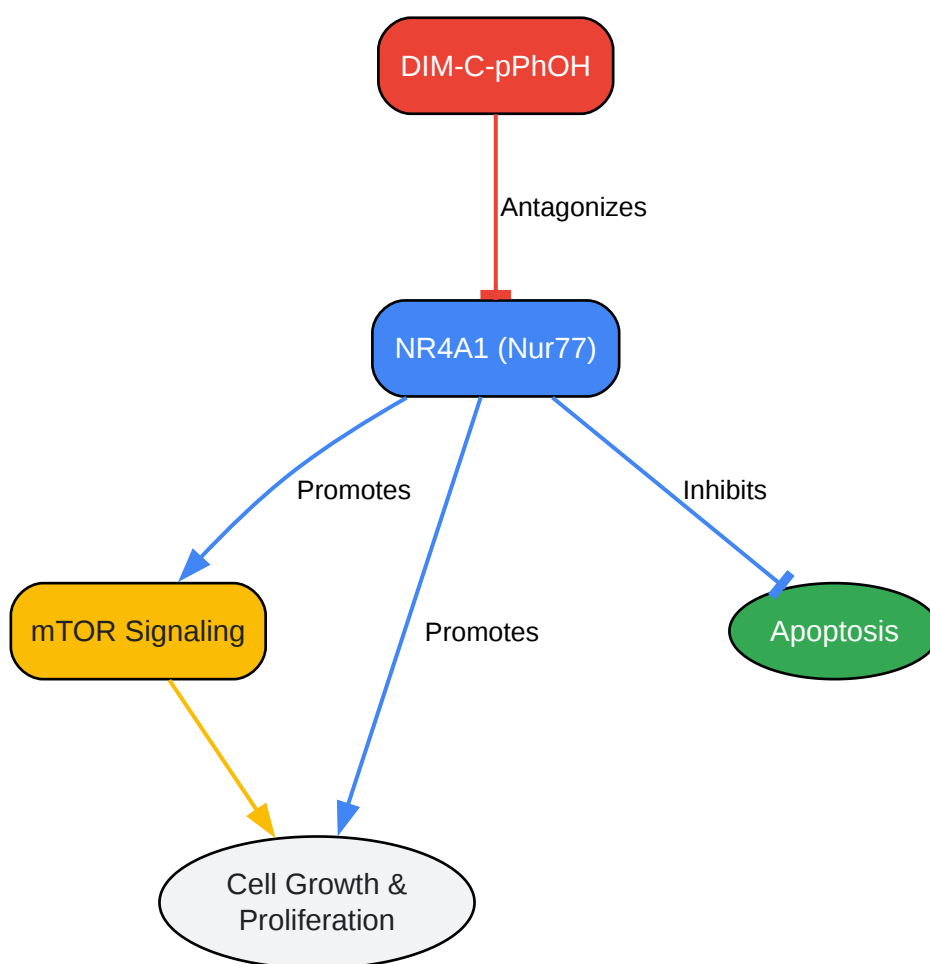 DIM-C-pPhOH
Antagonizes
NR4A1 (Nur77)
Promotes
Inhibits
mTOR Signaling
Promotes
Apoptosis
Cell Growth &
Proliferation